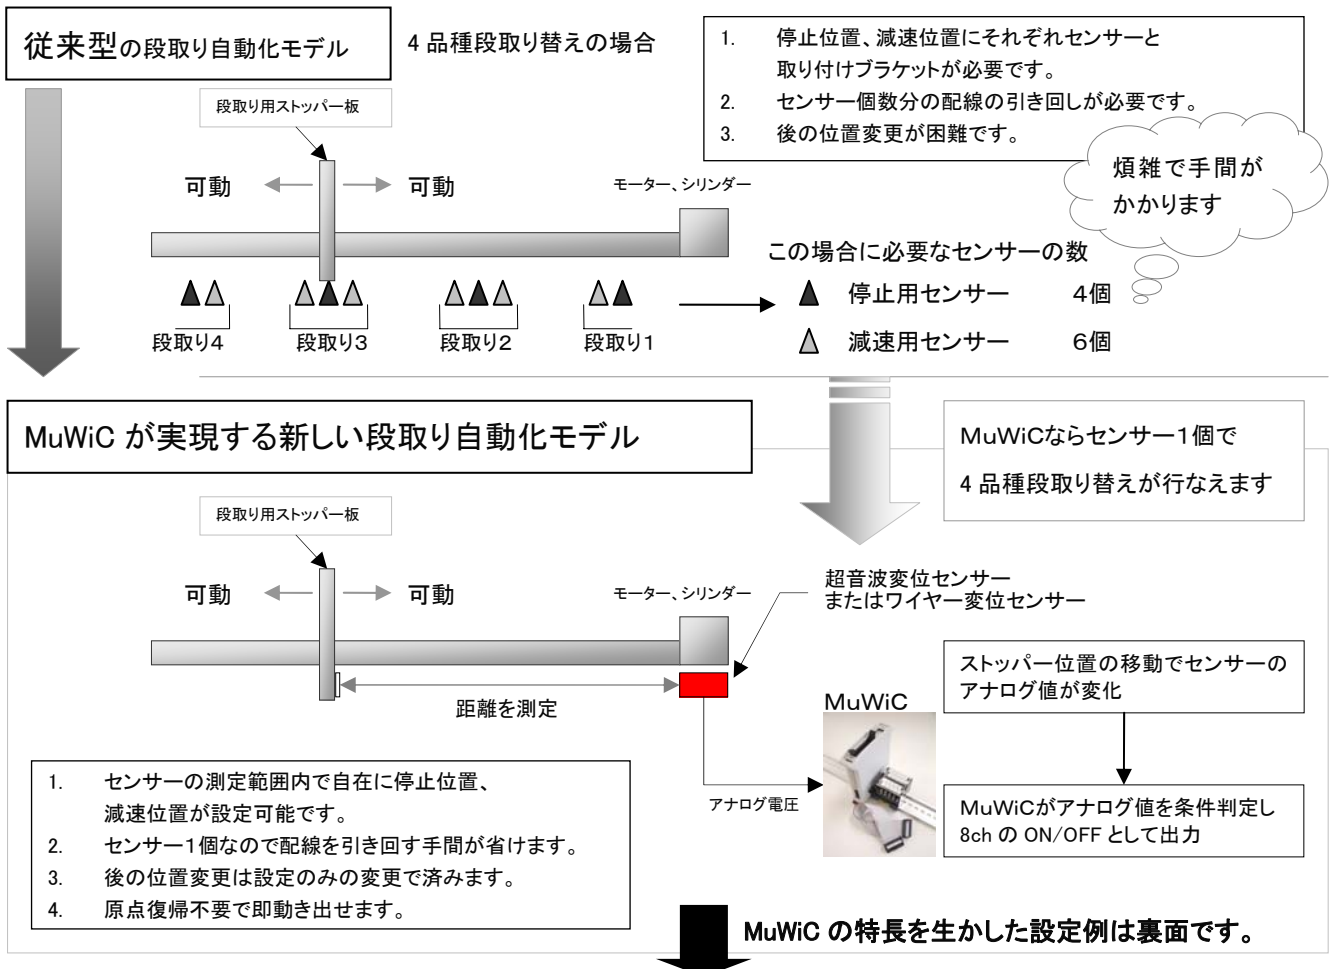 従来型の段取り自動化モデル
4 品種段取り替えの場合
1. 停止位置、減速位置にそれぞれセンサーと
取り付けブラケットが必要です。
2. センサー個数分の配線の引き回しが必要です。
3. 後の位置変更が困難です。
煩雑で手間が
かかります
段取り用ストッパー板
可動
可動
モーター、シリンダー
段取り4
段取り3
段取り2
段取り1
この場合に必要なセンサーの数
停止用センサー 4個
減速用センサー 6個
MuWiC が実現する新しい段取り自動化モデル
MuWiCならセンサー1個で
4 品種段取り替えが行なえます
段取り用ストッパー板
可動
可動
モーター、シリンダー
超音波変位センサー
またはワイヤー変位センサー
距離を測定
アナログ電圧
MuWiC
ストッパー位置の移動でセンサーの
アナログ値が変化
MuWiCがアナログ値を条件判定し
8ch の ON/OFF として出力
1. センサーの測定範囲内で自在に停止位置、
減速位置が設定可能です。
2. センサー1個なので配線を引き回す手間が省けます。
3. 後の位置変更は設定のみの変更で済みます。
4. 原点復帰不要で即動き出せます。
MuWiC の特長を生かした設定例は裏面です。